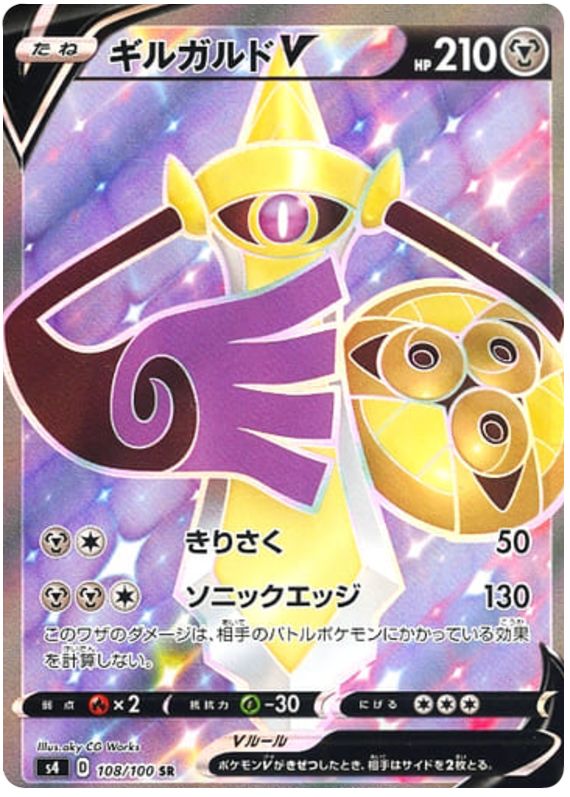 たね ギルガルドV HP 210
きりさく 50
ソニックエッジ 130
このワザのダメージは、相手のバトルポケモンにかかっている効果
を計算しない。
弱点 ×2 抵抗力 -30 にげる
Illus.aky CG Works
Vルール
s4 D 108/100 SR
ポケモンVがきぜつしたとき、相手はサイドを2枚とる。